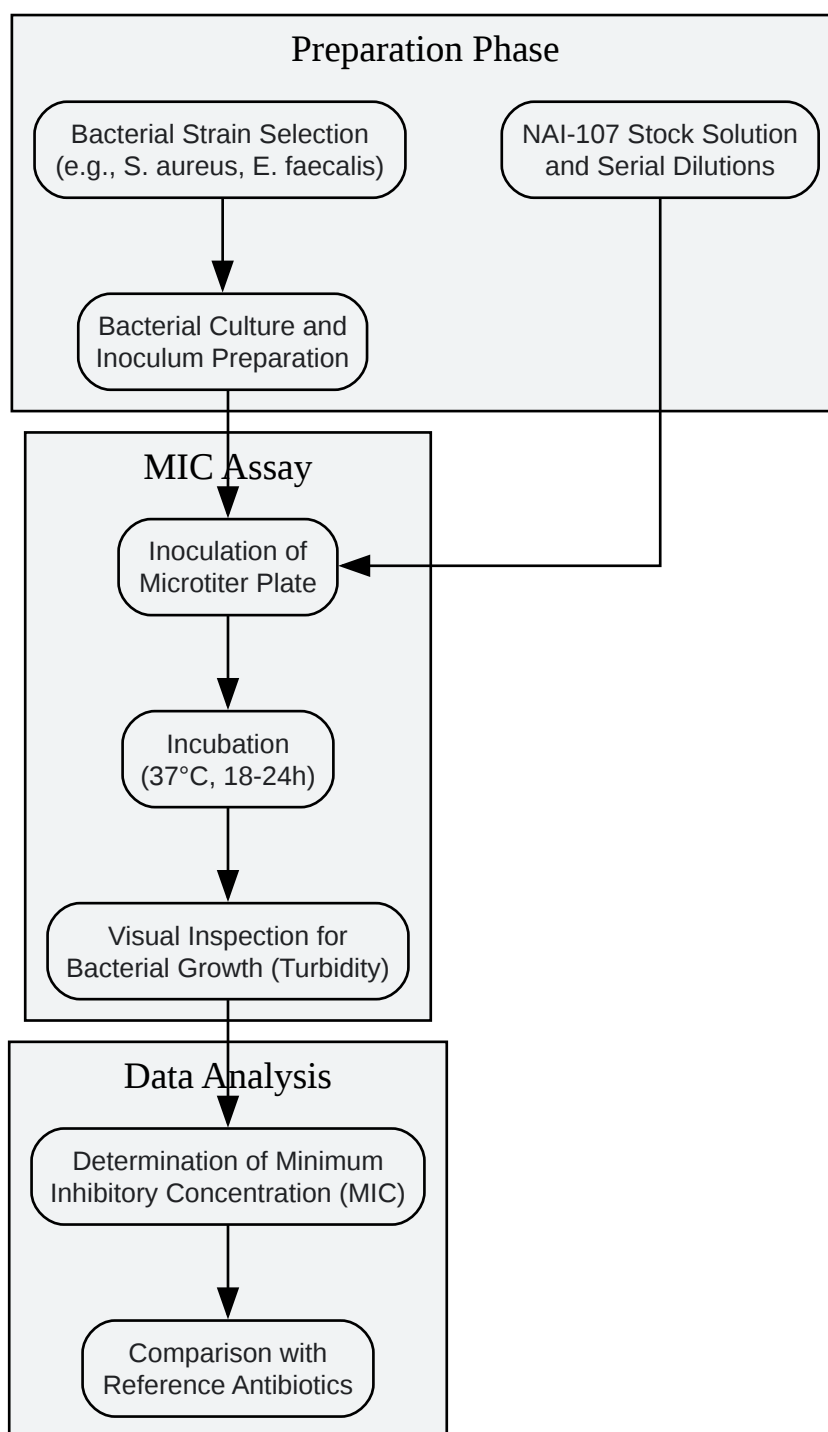 Preparation Phase
Bacterial Strain Selection
(e.g., S. aureus, E. faecalis)
NAI-107 Stock Solution
and Serial Dilutions
Bacterial Culture and
Inoculum Preparation
MIC Assay
Inoculation of
Microtiter Plate
Incubation
(37°C, 18-24h)
Visual Inspection for
Bacterial Growth (Turbidity)
Data Analysis
Determination of Minimum
Inhibitory Concentration (MIC)
Comparison with
Reference Antibiotics